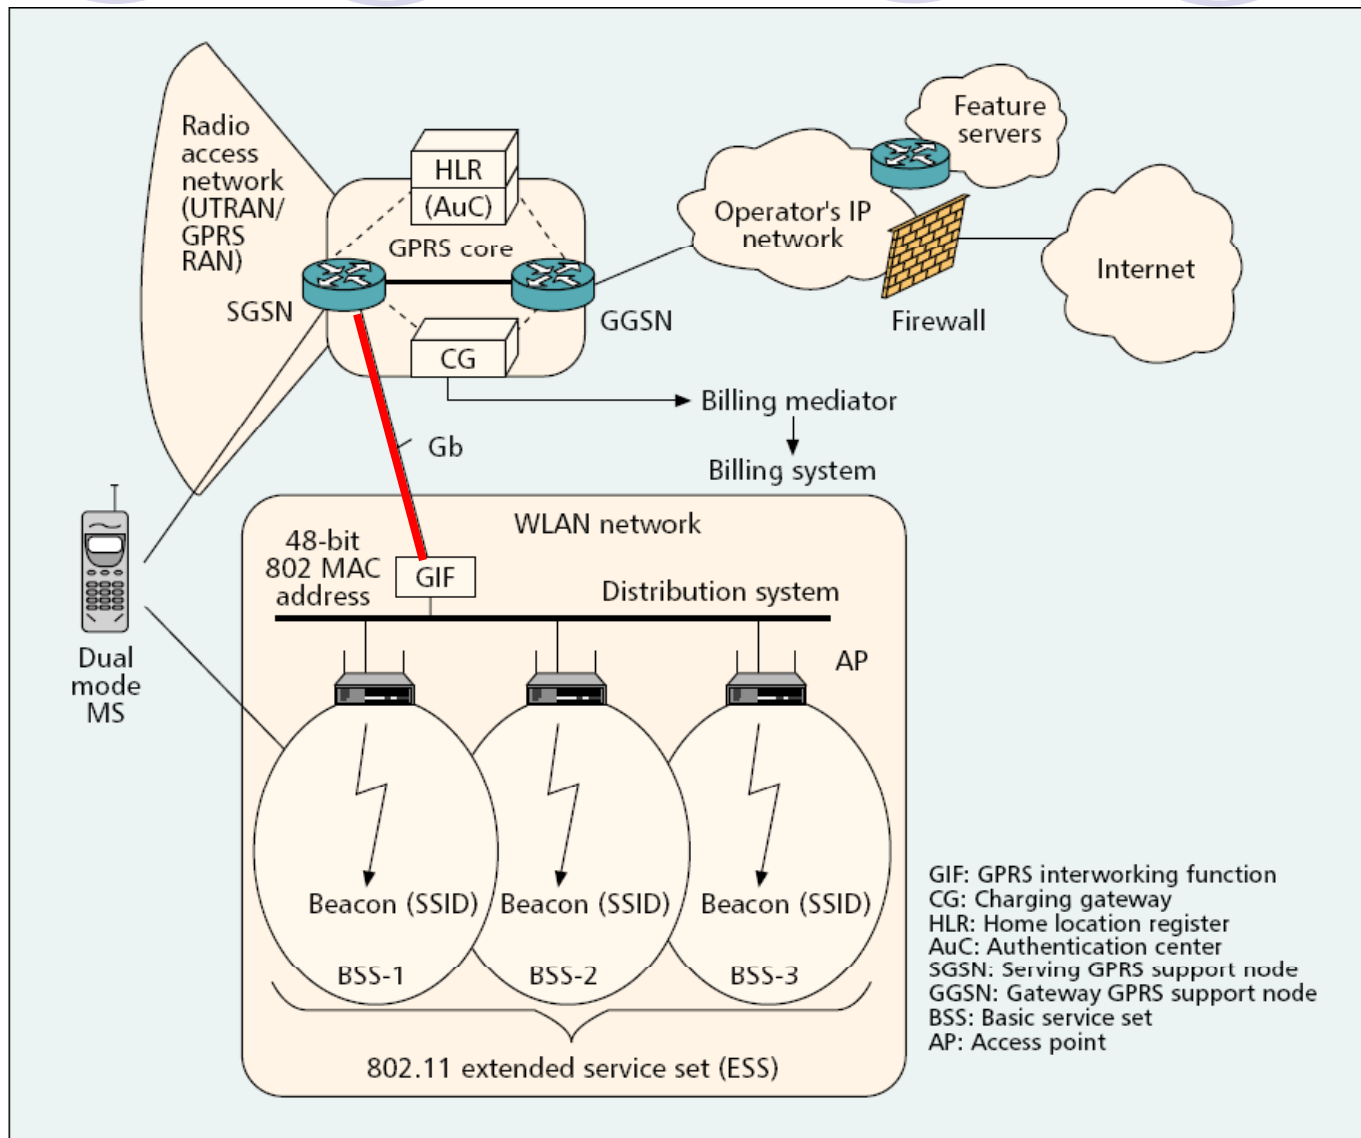 Radio
access
network
(UTRAN/
GPRS
RAN)
HLR
(AuC)
GPRS core
SGSN
GGSN
CG
Feature
servers
Operator's IP
network
Internet
Firewall
Billing mediator
Billing system
Gb
WLAN network
48-bit
802 MAC
address
GIF
Distribution system
AP
Dual
mode
MS
Beacon (SSID)
Beacon (SSID)
Beacon (SSID)
BSS-1
BSS-2
BSS-3
802.11 extended service set (ESS)
GIF: GPRS interworking function
CG: Charging gateway
HLR: Home location register
AuC: Authentication center
SGSN: Serving GPRS support node
GGSN: Gateway GPRS support node
BSS: Basic service set
AP: Access point